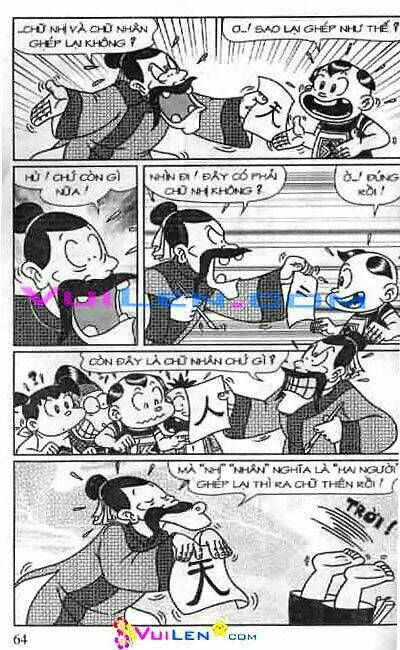 ...CHỮ NHỊ VÀ CHỮ NHÂN
GHÉP LẠI KHÔNG ?
Ơ...! SAO LẠI GHÉP NHƯ THẾ ?
天
HỪ ! CHỨ CÒN GÌ
NỮA !
NHÌN ĐI ! ĐÂY CÓ PHẢI
CHỮ NHỊ KHÔNG ?
Ờ...! ĐÚNG
RỒI !
二
VUILEN.COM
?!
CÒN ĐÂY LÀ CHỮ NHÂN CHỨ GÌ ?
人
MÀ "NHỊ" "NHÂN" NGHĨA LÀ "HAI NGƯỜI"
GHÉP LẠI THÌ RA CHỮ THIÊN RỒI !
天
TRỜI !
64
VUILEN.COM